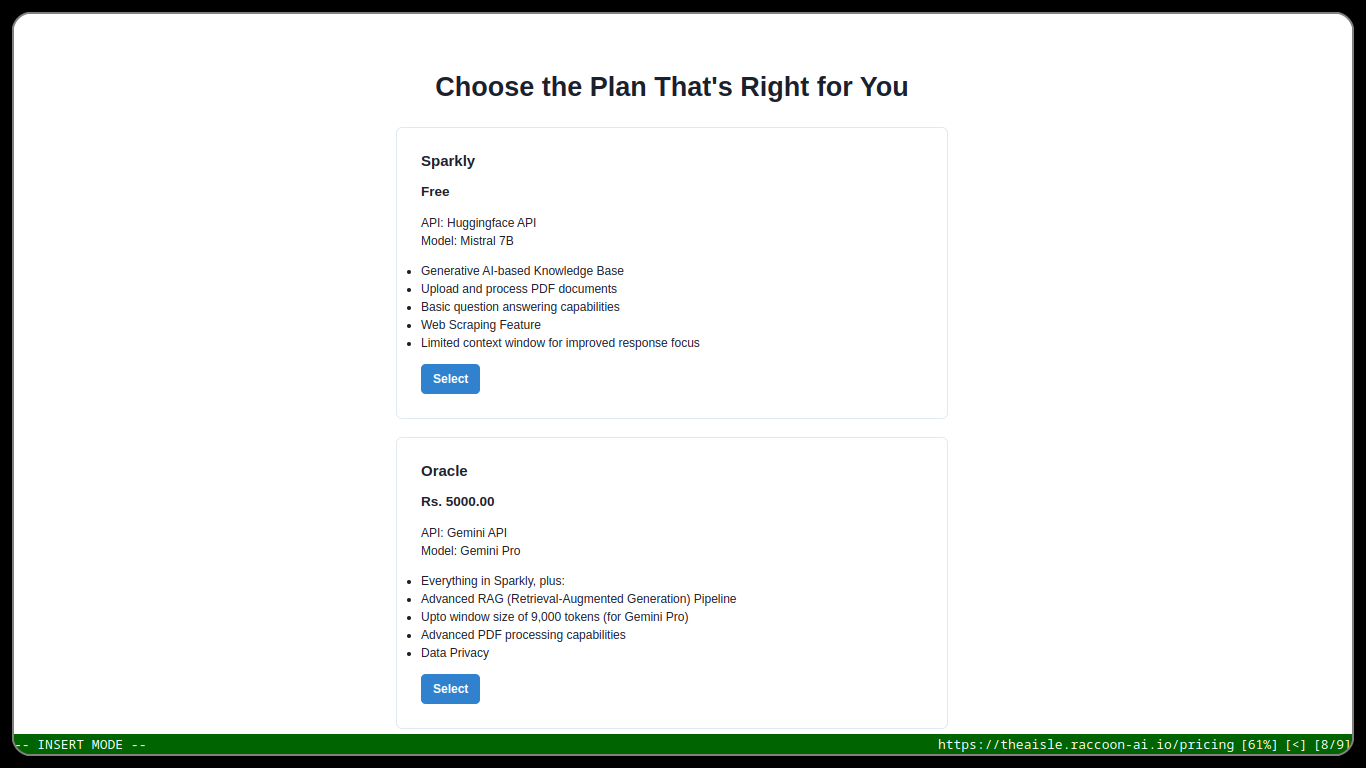 Choose the Plan That's Right for You
Sparkly
Free
API: Huggingface API
Model: Mistral 7B
Generative AI-based Knowledge Base
Upload and process PDF documents
Basic question answering capabilities
Web Scraping Feature
Limited context window for improved response focus
Select
Oracle
Rs. 5000.00
API: Gemini API
Model: Gemini Pro
Everything in Sparkly, plus:
Advanced RAG (Retrieval-Augmented Generation) Pipeline
Upto window size of 9,000 tokens (for Gemini Pro)
Advanced PDF processing capabilities
Data Privacy
Select
-- INSERT MODE -- https://theaisle.raccoon-ai.io/pricing [61%] [<] [8/9]